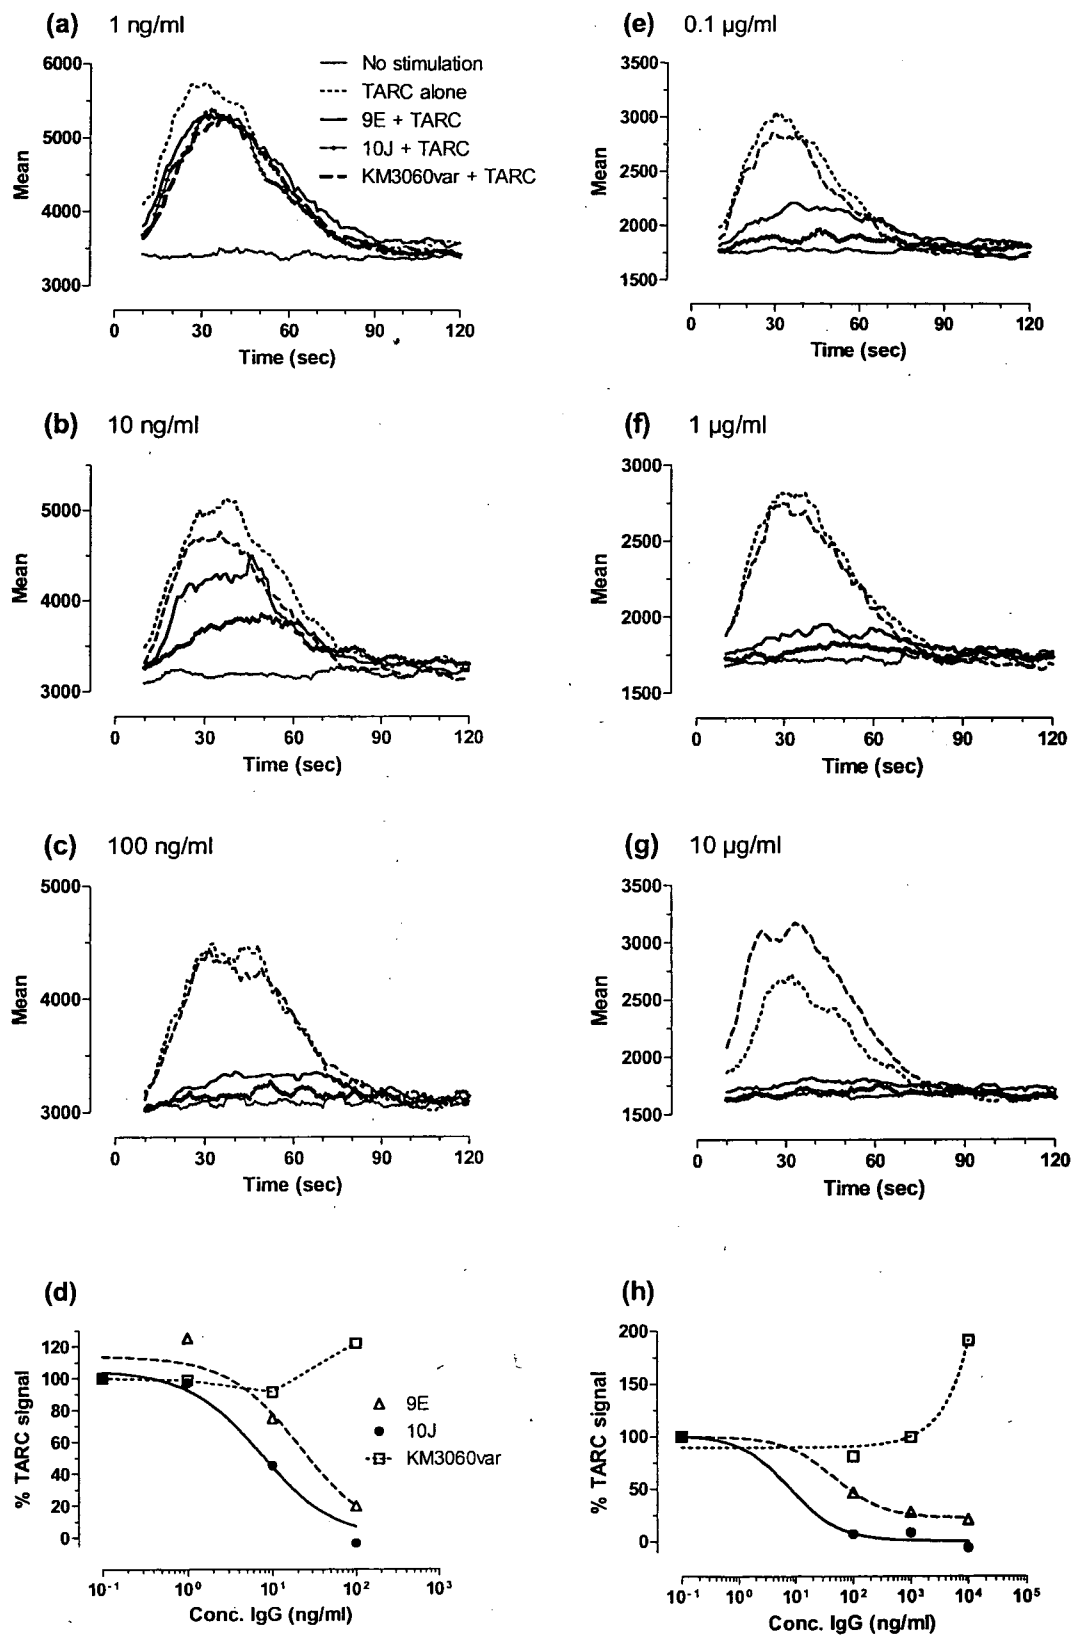 (a) 1 ng/ml
6000
5000
4000
3000
Mean
0 30 60 90 120
Time (sec)
No stimulation
TARC alone
9E + TARC
10J + TARC
KM3060var + TARC
(e) 0.1 µg/ml
3500
3000
2500
2000
1500
Mean
0 30 60 90 120
Time (sec)
(b) 10 ng/ml
5000
4000
3000
Mean
0 30 60 90 120
Time (sec)
(f) 1 µg/ml
3000
2500
2000
1500
Mean
0 30 60 90 120
Time (sec)
(c) 100 ng/ml
5000
4000
3000
Mean
0 30 60 90 120
Time (sec)
(g) 10 µg/ml
3500
3000
2500
2000
1500
Mean
0 30 60 90 120
Time (sec)
(d)
120
100
80
60
40
20
0
% TARC signal
10⁻¹ 10⁰ 10¹ 10² 10³
Conc. IgG (ng/ml)
9E
10J
KM3060var
(h)
200
150
100
50
0
% TARC signal
10⁻¹ 10⁰ 10¹ 10² 10³ 10⁴ 10⁵
Conc. IgG (ng/ml)